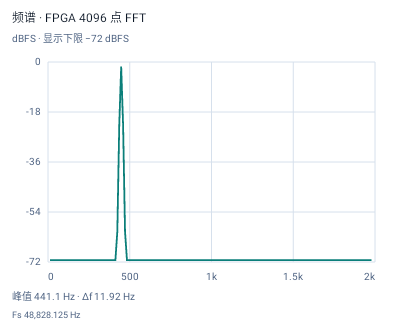 频谱 · FPGA 4096 点 FFT
dBFS · 显示下限 −72 dBFS
0
-18
-36
-54
-72
0 500 1k 1.5k 2k
峰值 441.1 Hz · Δf 11.92 Hz
Fs 48,828.125 Hz